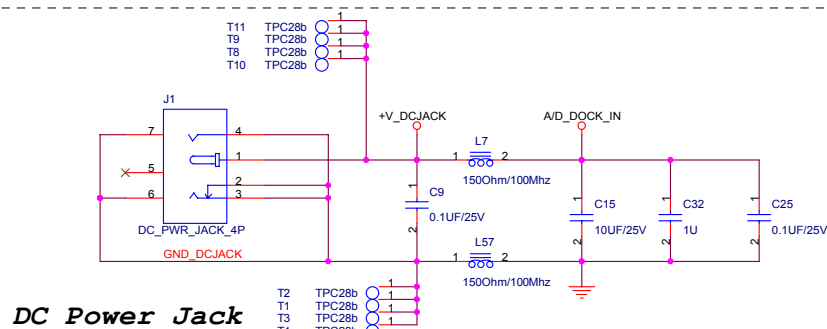 T11 TPC28b 1
T9 TPC28b 1
T8 TPC28b 1
T10 TPC28b 1
J1
+V_DCJACK
A/D_DOCK_IN
7 4
L7
1 2
1
150Ohm/100Mhz
5
1
C9
1
C15
1
C32
1
C25
2
6 3
0.1UF/25V
10UF/25V
1U
0.1UF/25V
2
2
2
2
DC_PWR_JACK_4P
GND_DCJACK
L57
1 2
150Ohm/100Mhz
DC Power Jack
T2 TPC28b 1
T1 TPC28b 1
T3 TPC28b 1